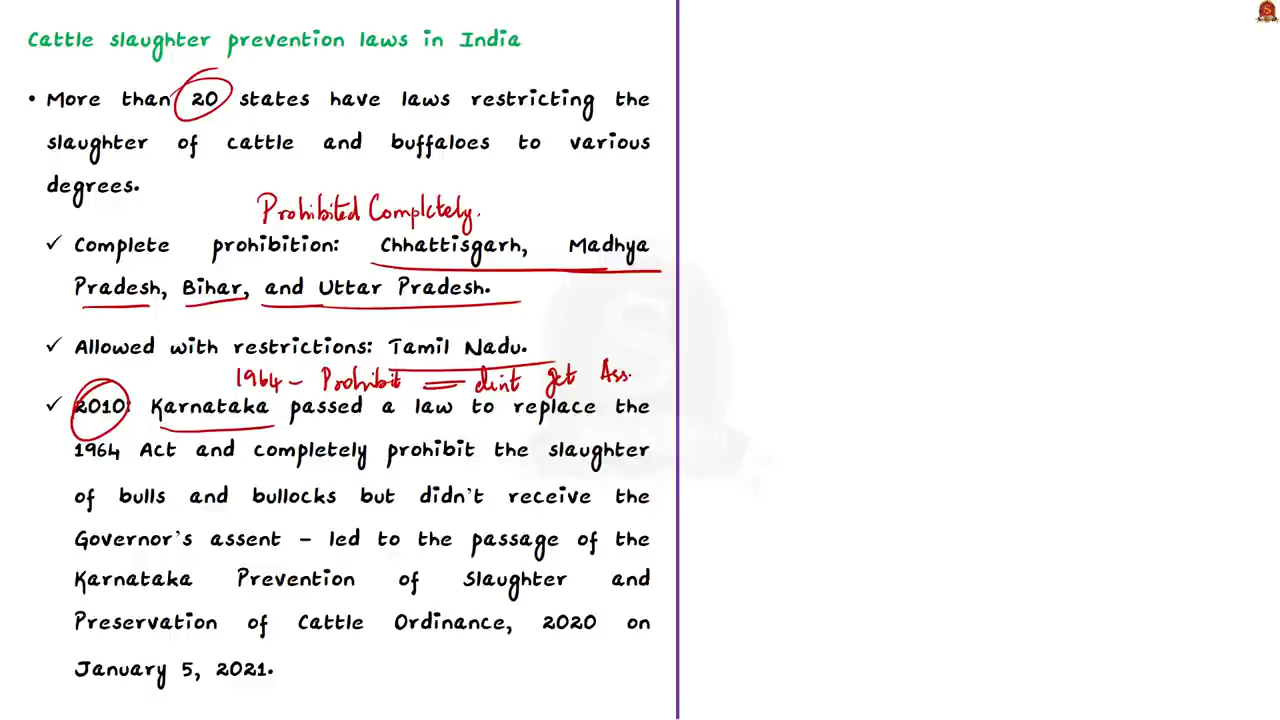 Cattle slaughter prevention laws in India
• More than 20 states have laws restricting the
slaughter of cattle and buffaloes to various
degrees.
Prohibited Completely.
✓ Complete prohibition: Chhattisgarh, Madhya
Pradesh, Bihar, and Uttar Pradesh.
✓ Allowed with restrictions: Tamil Nadu.
1964 - Prohibit = dint get Ass.
✓ 2010: Karnataka passed a law to replace the
1964 Act and completely prohibit the slaughter
of bulls and bullocks but didn't receive the
Governor's assent – led to the passage of the
Karnataka Prevention of Slaughter and
Preservation of Cattle Ordinance, 2020 on
January 5, 2021.